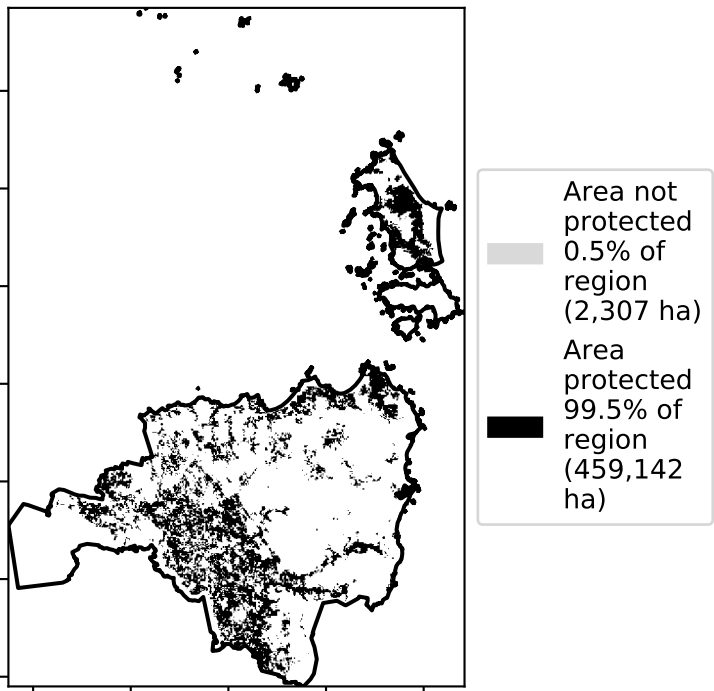 Area not
protected
0.5% of
region
(2,307 ha)
Area
protected
99.5% of
region
(459,142
ha)